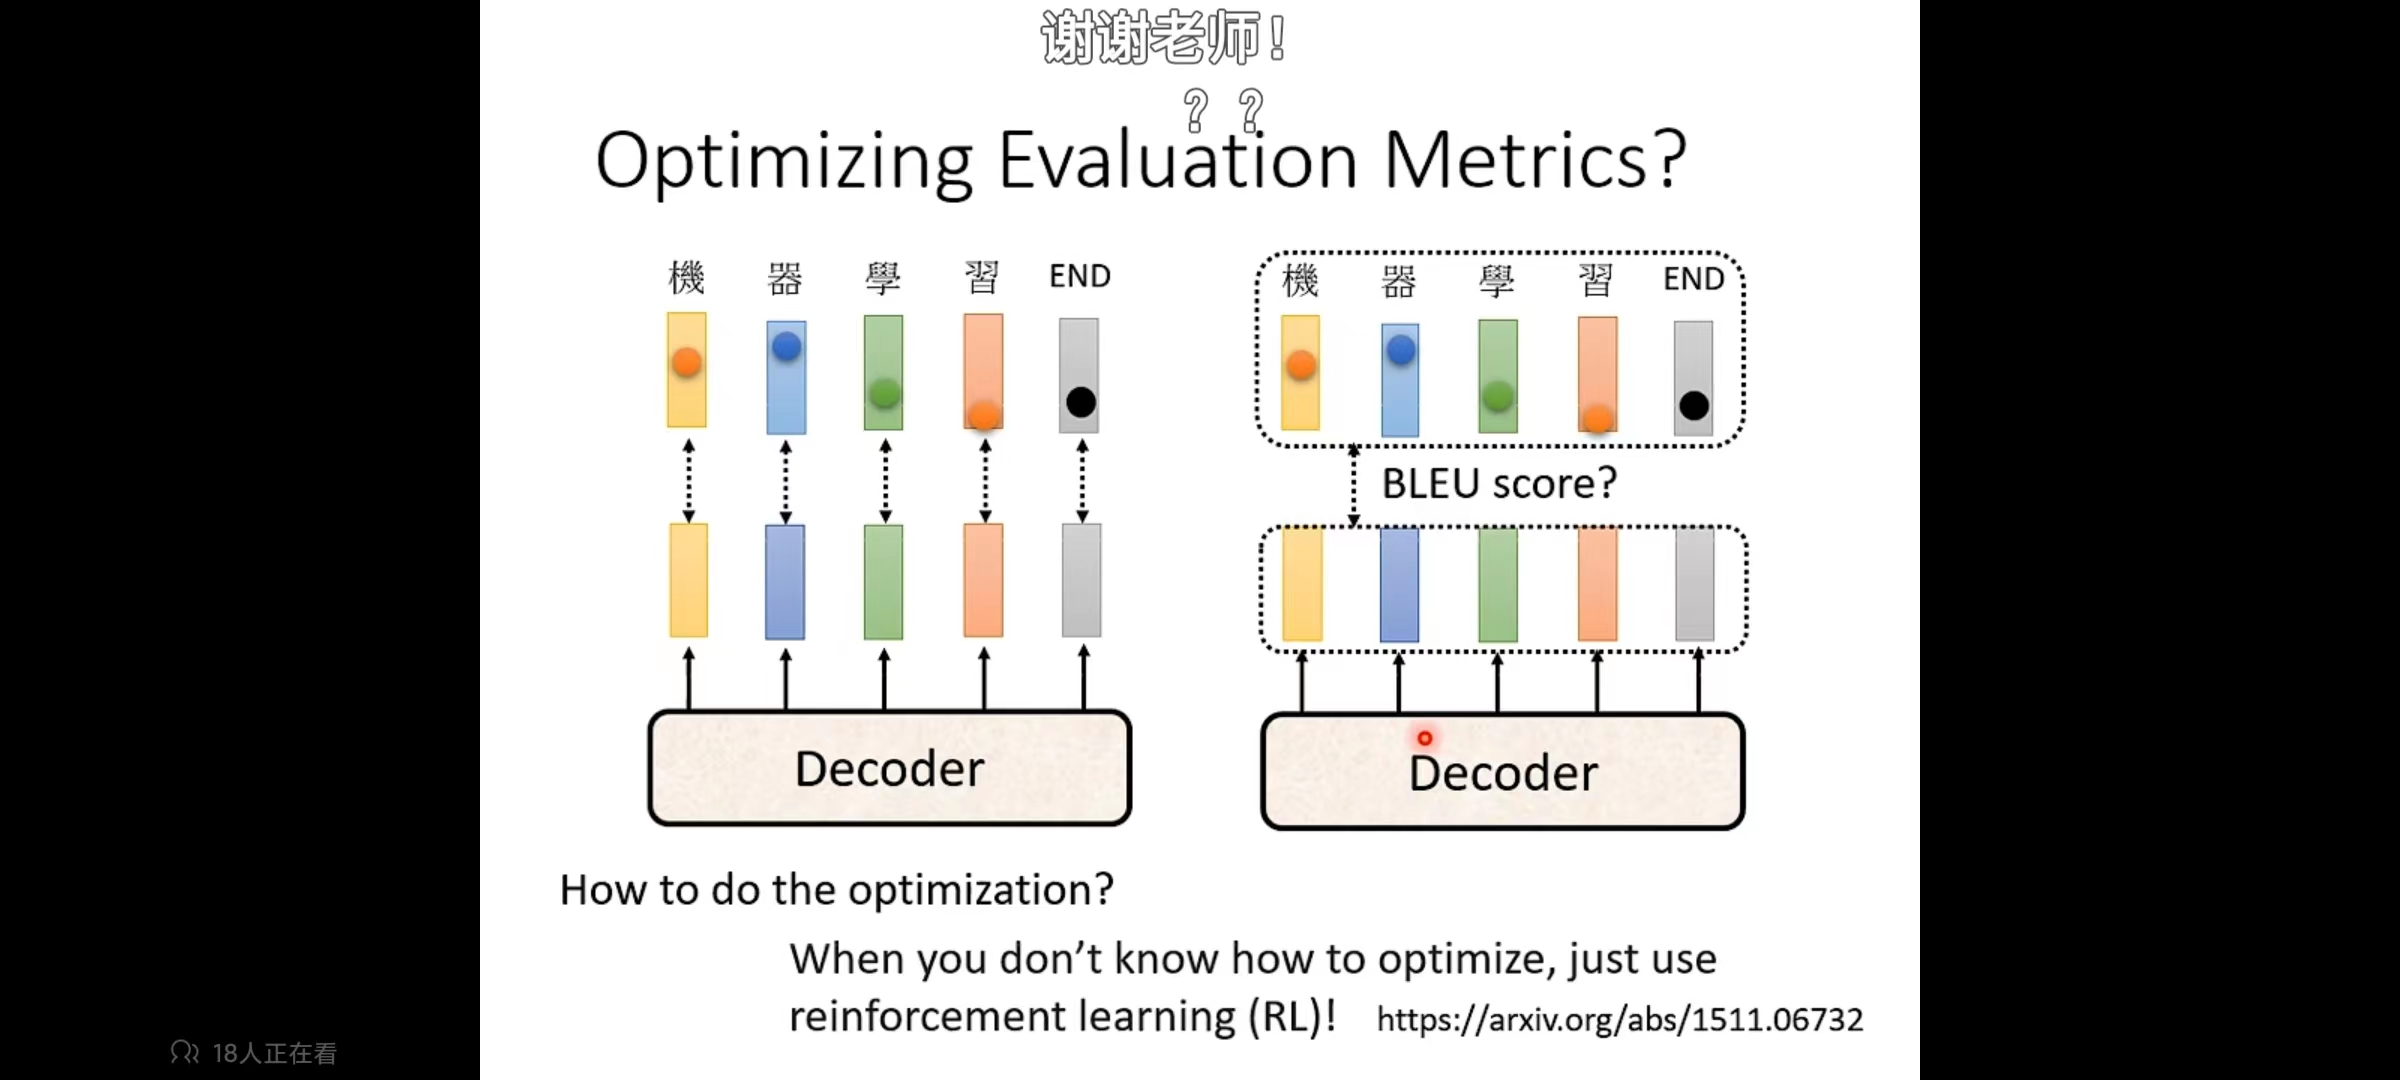 谢谢老师！
？？
Optimizing Evaluation Metrics?
機 器 學 習 END
機 器 學 習 END
BLEU score?
Decoder
Decoder
How to do the optimization?
When you don’t know how to optimize, just use
reinforcement learning (RL)! https://arxiv.org/abs/1511.06732
18人正在看